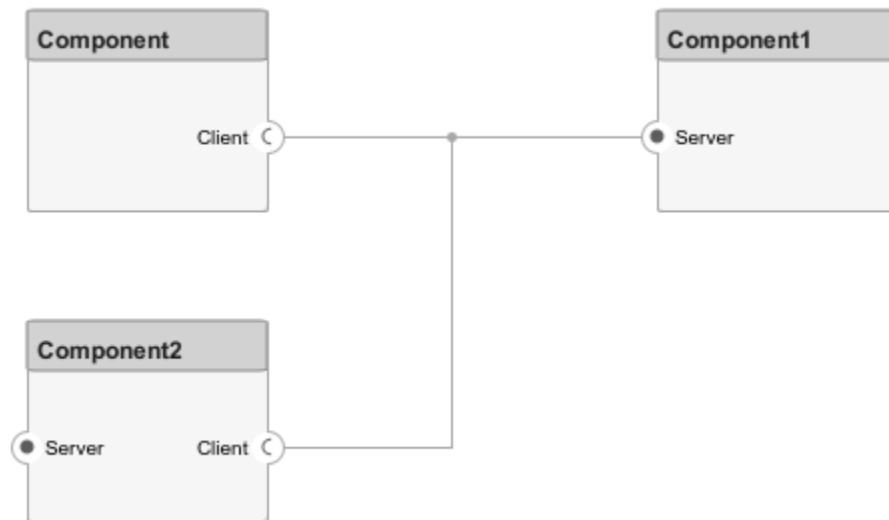 Component
Component1
Client
Server
Component2
Server
Client